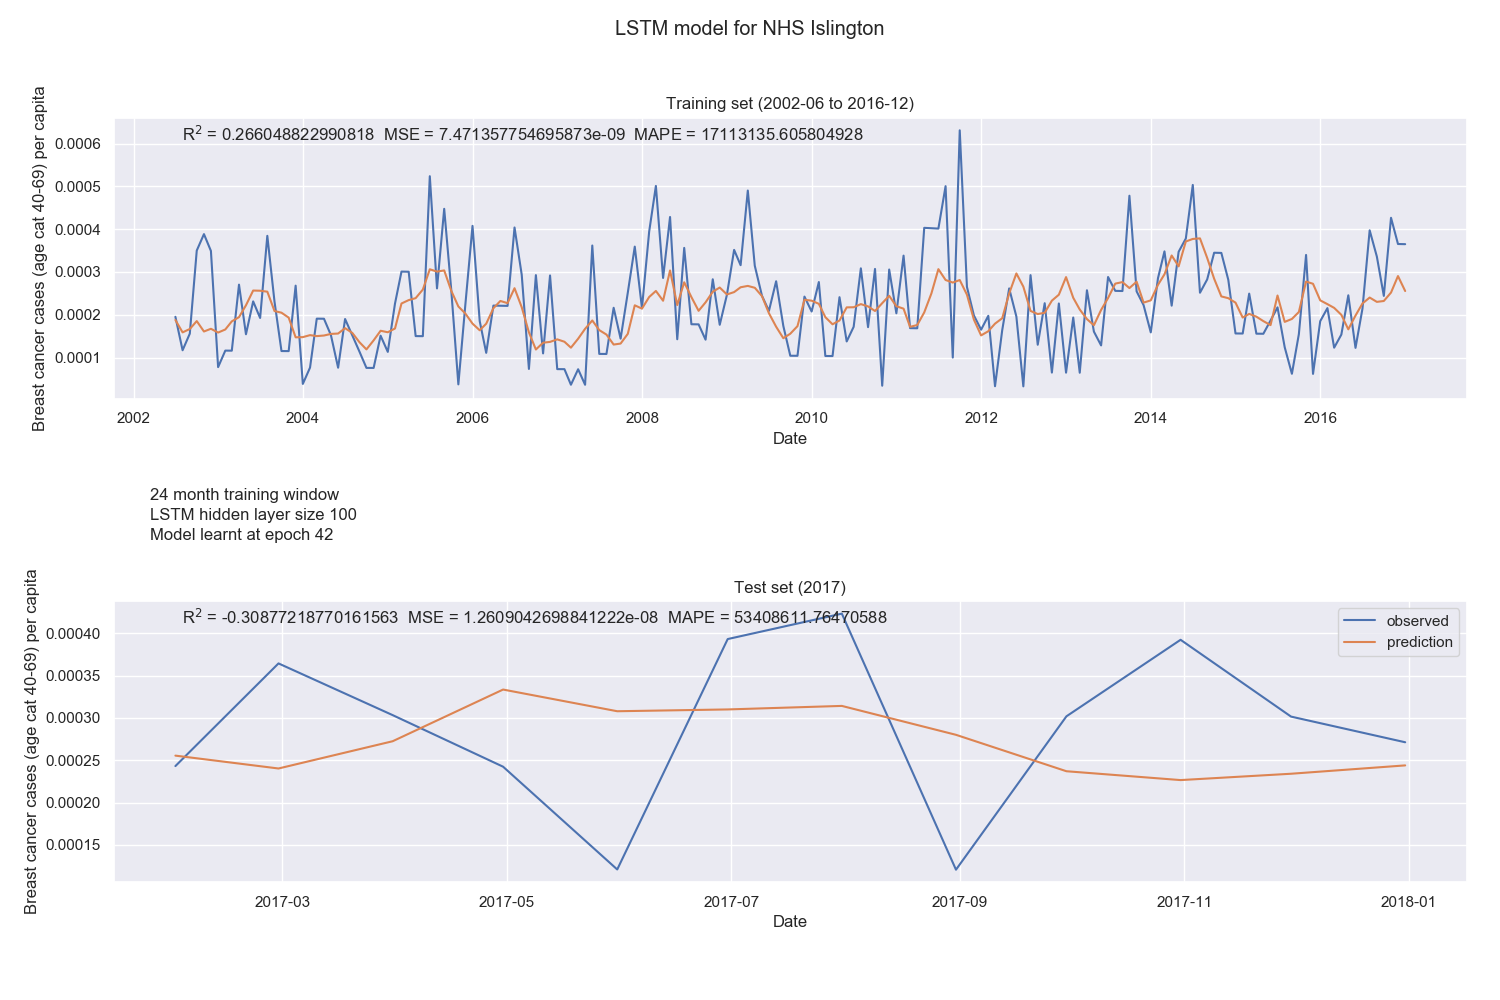 LSTM model for NHS Islington
Training set (2002-06 to 2016-12)
R² = 0.266048822990818 MSE = 7.471357754695873e-09 MAPE = 17113135.605804928
Breast cancer cases (age cat 40-69) per capita
0.0006
0.0005
0.0004
0.0003
0.0002
0.0001
2002 2004 2006 2008 2010 2012 2014 2016
Date
24 month training window
LSTM hidden layer size 100
Model learnt at epoch 42
Test set (2017)
R² = -0.30877218770161563 MSE = 1.2609042698841222e-08 MAPE = 53408611.76470588
observed
prediction
Breast cancer cases (age cat 40-69) per capita
0.00040
0.00035
0.00030
0.00025
0.00020
0.00015
2017-03 2017-05 2017-07 2017-09 2017-11 2018-01
Date